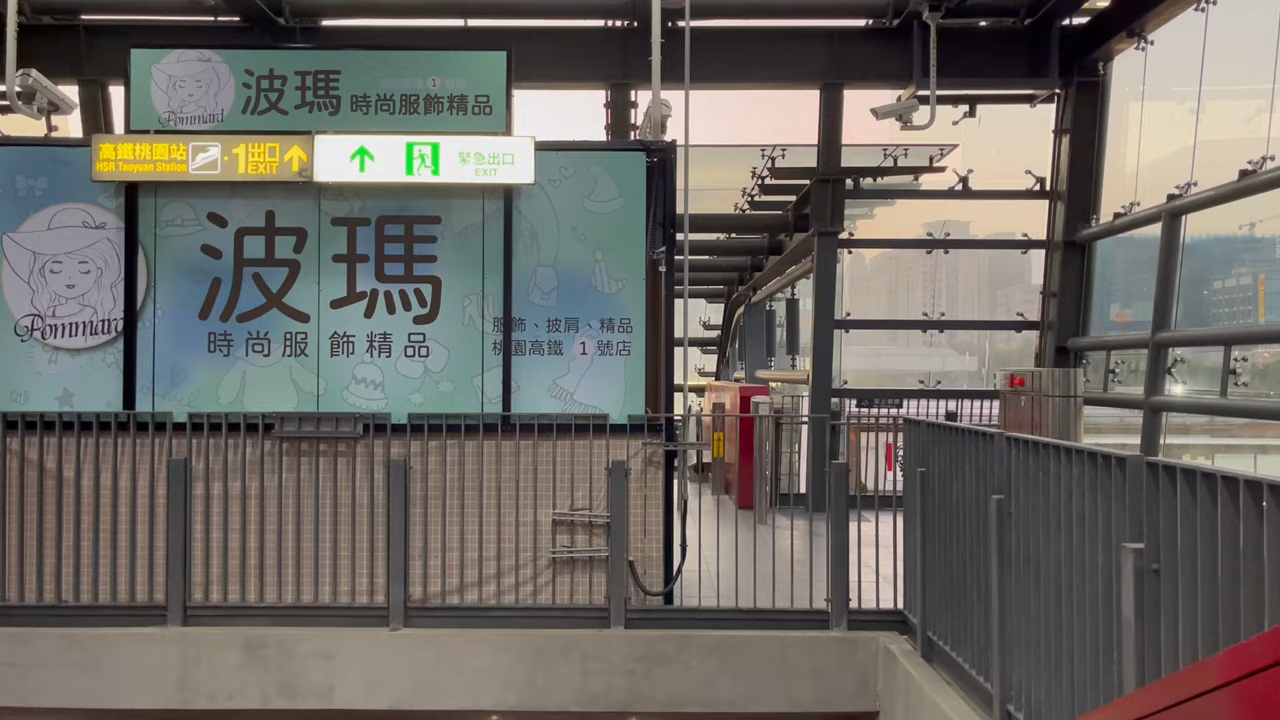 Pommard
波瑪 時尚服飾精品
1
高鐵桃園站
HSR Taoyuan Station
1 出口
EXIT
緊急出口
EXIT
Pommard
波瑪
時尚服飾精品
服飾、披肩、精品
桃園高鐵 1 號店